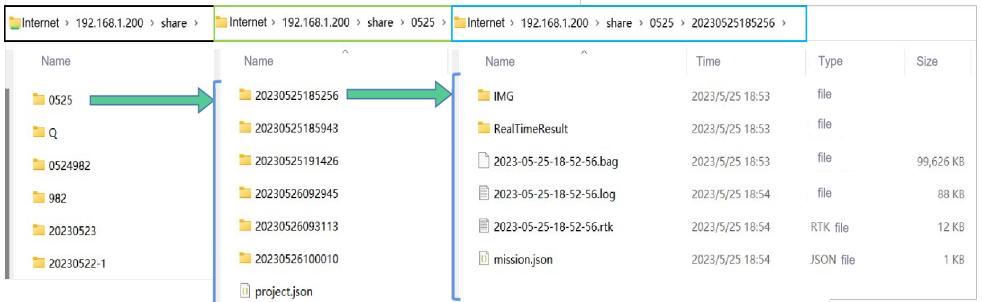 Internet › 192.168.1.200 › share ›
Name
0525
Q
0524982
982
20230523
20230522-1
Internet › 192.168.1.200 › share › 0525 ›
Name
20230525185256
20230525185943
20230525191426
20230526092945
20230526093113
20230526100010
project.json
Internet › 192.168.1.200 › share › 0525 › 20230525185256 ›
Name Time Type Size
IMG 2023/5/25 18:53 file
RealTimeResult 2023/5/25 18:53 file
2023-05-25-18-52-56.bag 2023/5/25 18:53 file 99,626 KB
2023-05-25-18-52-56.log 2023/5/25 18:54 file 88 KB
2023-05-25-18-52-56.rtk 2023/5/25 18:54 RTK file 12 KB
mission.json 2023/5/25 18:54 JSON file 1 KB